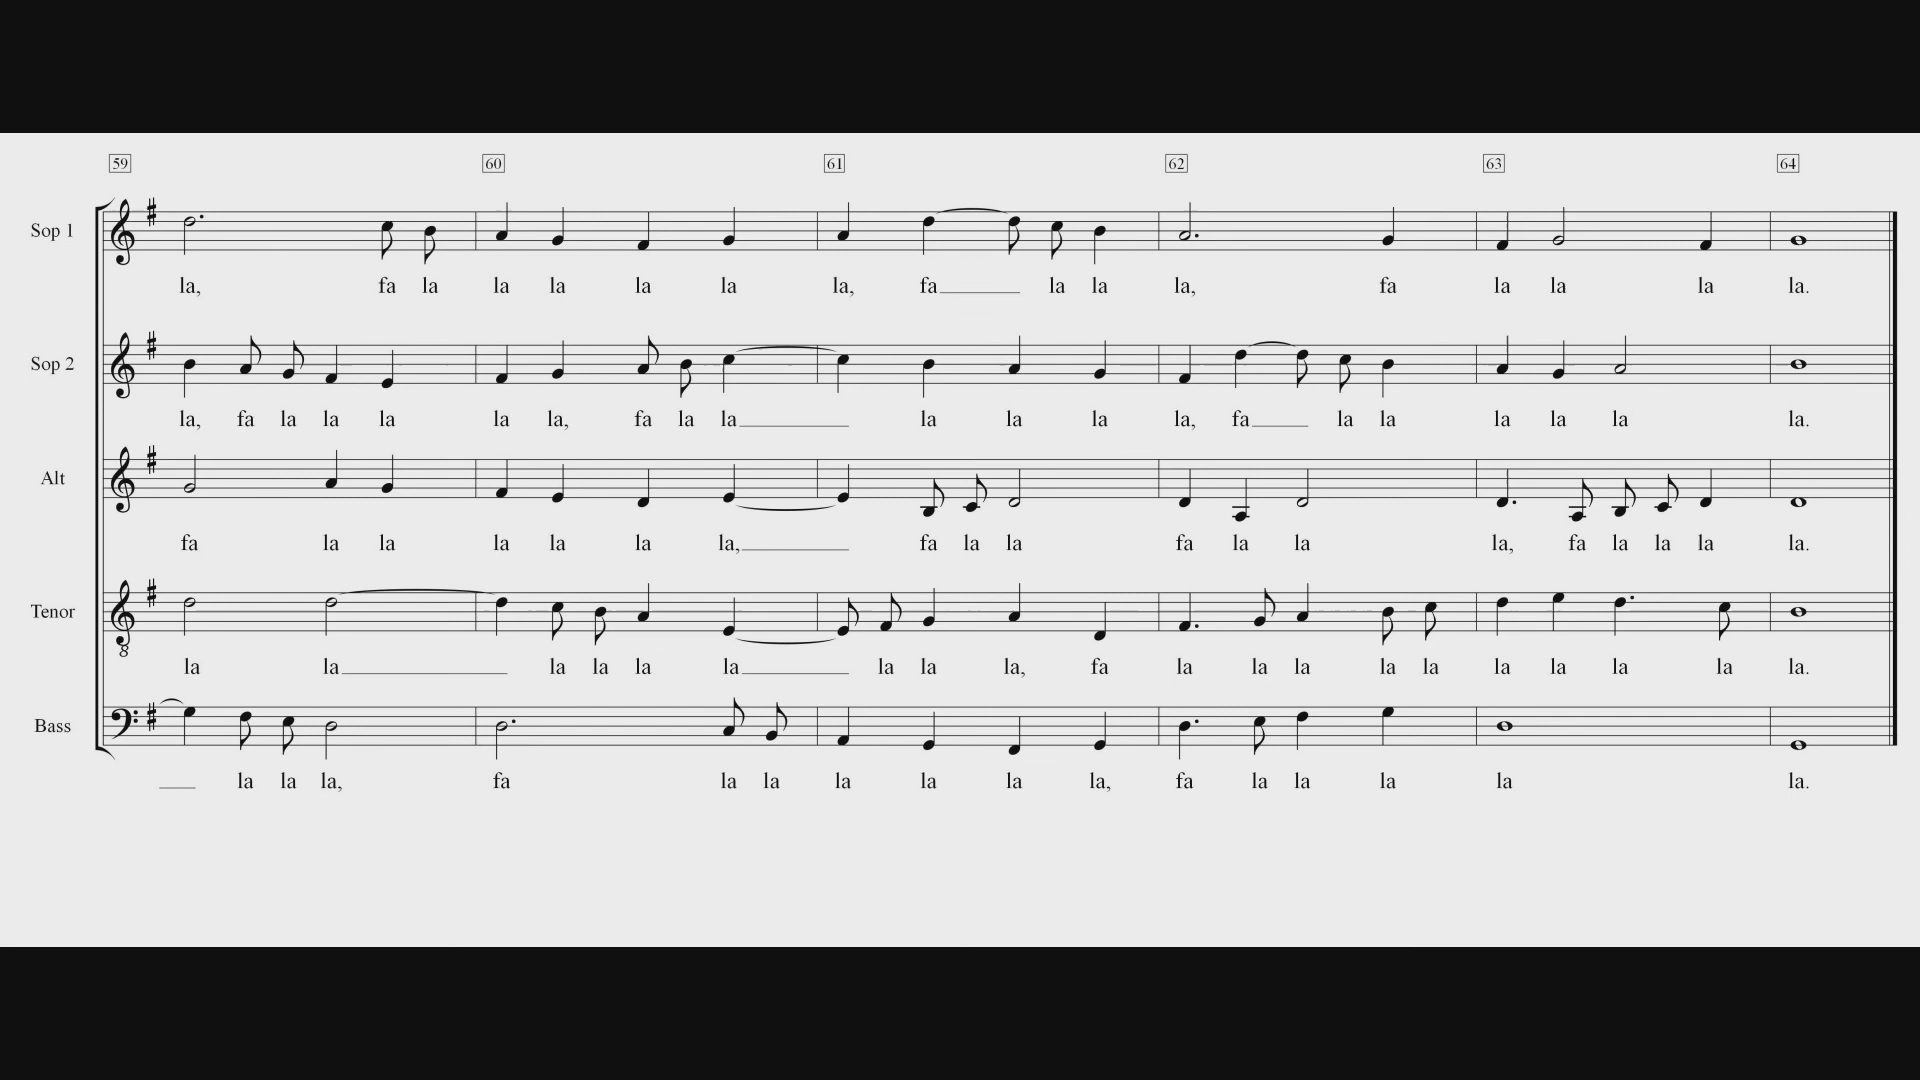 59 60 61 62 63 64
Sop 1
la, fa la la la la la la, fa la la la, fa la la la la.
Sop 2
la, fa la la la la la, fa la la la la la la, fa la la la la la la.
Alt
fa la la la la la la, fa la la fa la la la, fa la la la la.
Tenor
la la la la la la la la la, fa la la la la la la la la la la.
8
Bass
la la la, fa la la la la la la, fa la la la la la.